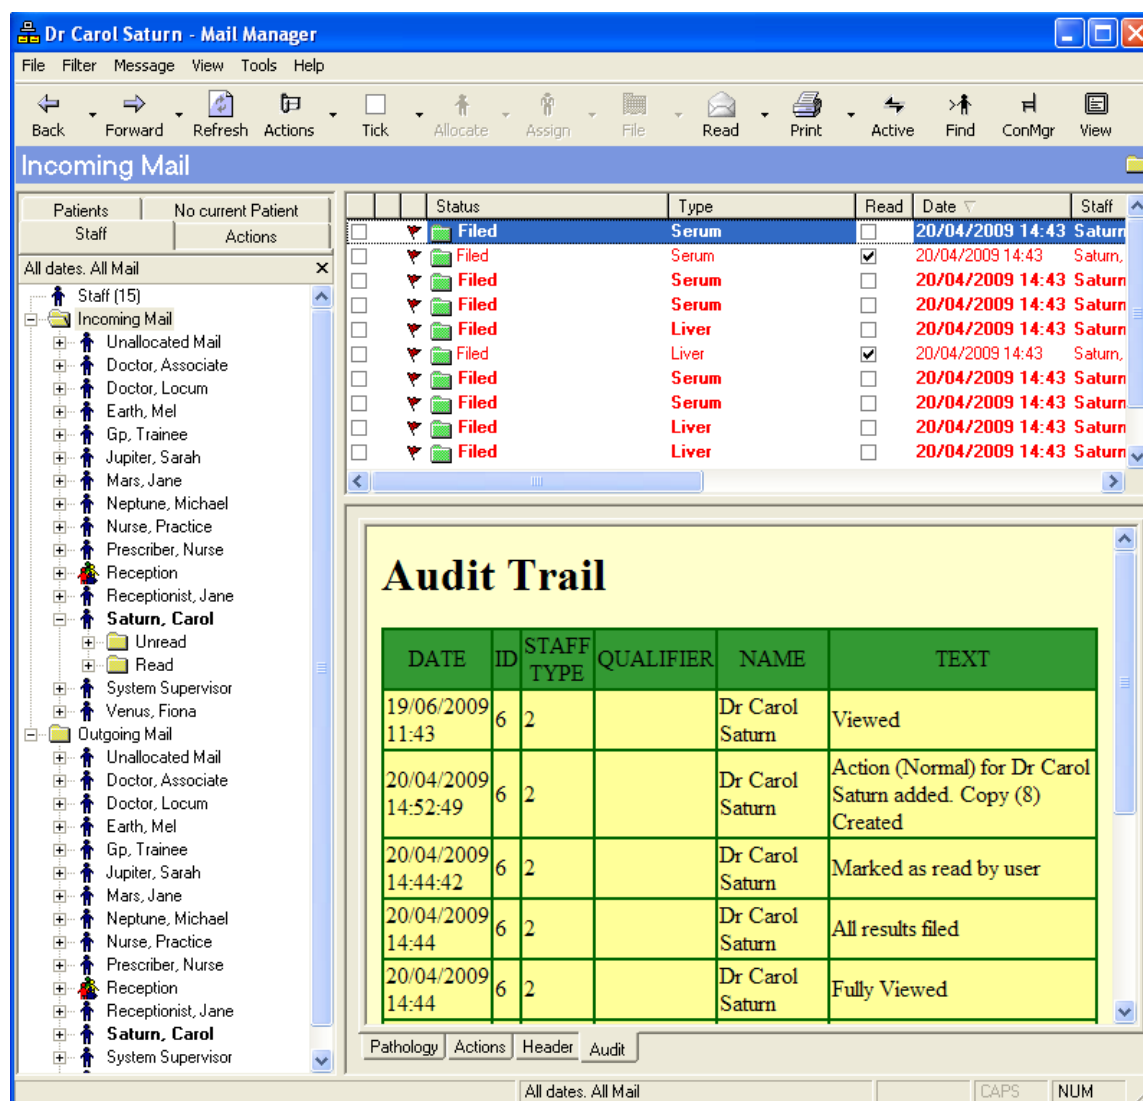 Dr Carol Saturn - Mail Manager
File Filter Message View Tools Help
Back Forward Refresh Actions Tick Allocate Assign File Read Print Active Find ConMgr View
Incoming Mail
Patients No current Patient
Staff Actions
All dates. All Mail
Staff (15)
Incoming Mail
Unallocated Mail
Doctor, Associate
Doctor, Locum
Earth, Mel
Gp, Trainee
Jupiter, Sarah
Mars, Jane
Neptune, Michael
Nurse, Practice
Prescriber, Nurse
Reception
Receptionist, Jane
Saturn, Carol
Unread
Read
System Supervisor
Venus, Fiona
Outgoing Mail
Unallocated Mail
Doctor, Associate
Doctor, Locum
Earth, Mel
Gp, Trainee
Jupiter, Sarah
Mars, Jane
Neptune, Michael
Nurse, Practice
Prescriber, Nurse
Reception
Receptionist, Jane
Saturn, Carol
System Supervisor
Status Type Read Date Staff
Filed Serum 20/04/2009 14:43 Saturn
Filed Serum 20/04/2009 14:43 Saturn,
Filed Serum 20/04/2009 14:43 Saturn
Filed Serum 20/04/2009 14:43 Saturn
Filed Liver 20/04/2009 14:43 Saturn
Filed Liver 20/04/2009 14:43 Saturn,
Filed Serum 20/04/2009 14:43 Saturn
Filed Serum 20/04/2009 14:43 Saturn
Filed Liver 20/04/2009 14:43 Saturn
Filed Liver 20/04/2009 14:43 Saturn
Audit Trail
DATE ID STAFF TYPE QUALIFIER NAME TEXT
19/06/2009 11:43 6 2 Dr Carol Saturn Viewed
20/04/2009 14:52:49 6 2 Dr Carol Saturn Action (Normal) for Dr Carol Saturn added. Copy (8) Created
20/04/2009 14:44:42 6 2 Dr Carol Saturn Marked as read by user
20/04/2009 14:44 6 2 Dr Carol Saturn All results filed
20/04/2009 14:44 6 2 Dr Carol Saturn Fully Viewed
Pathology Actions Header Audit
All dates. All Mail CAPS NUM